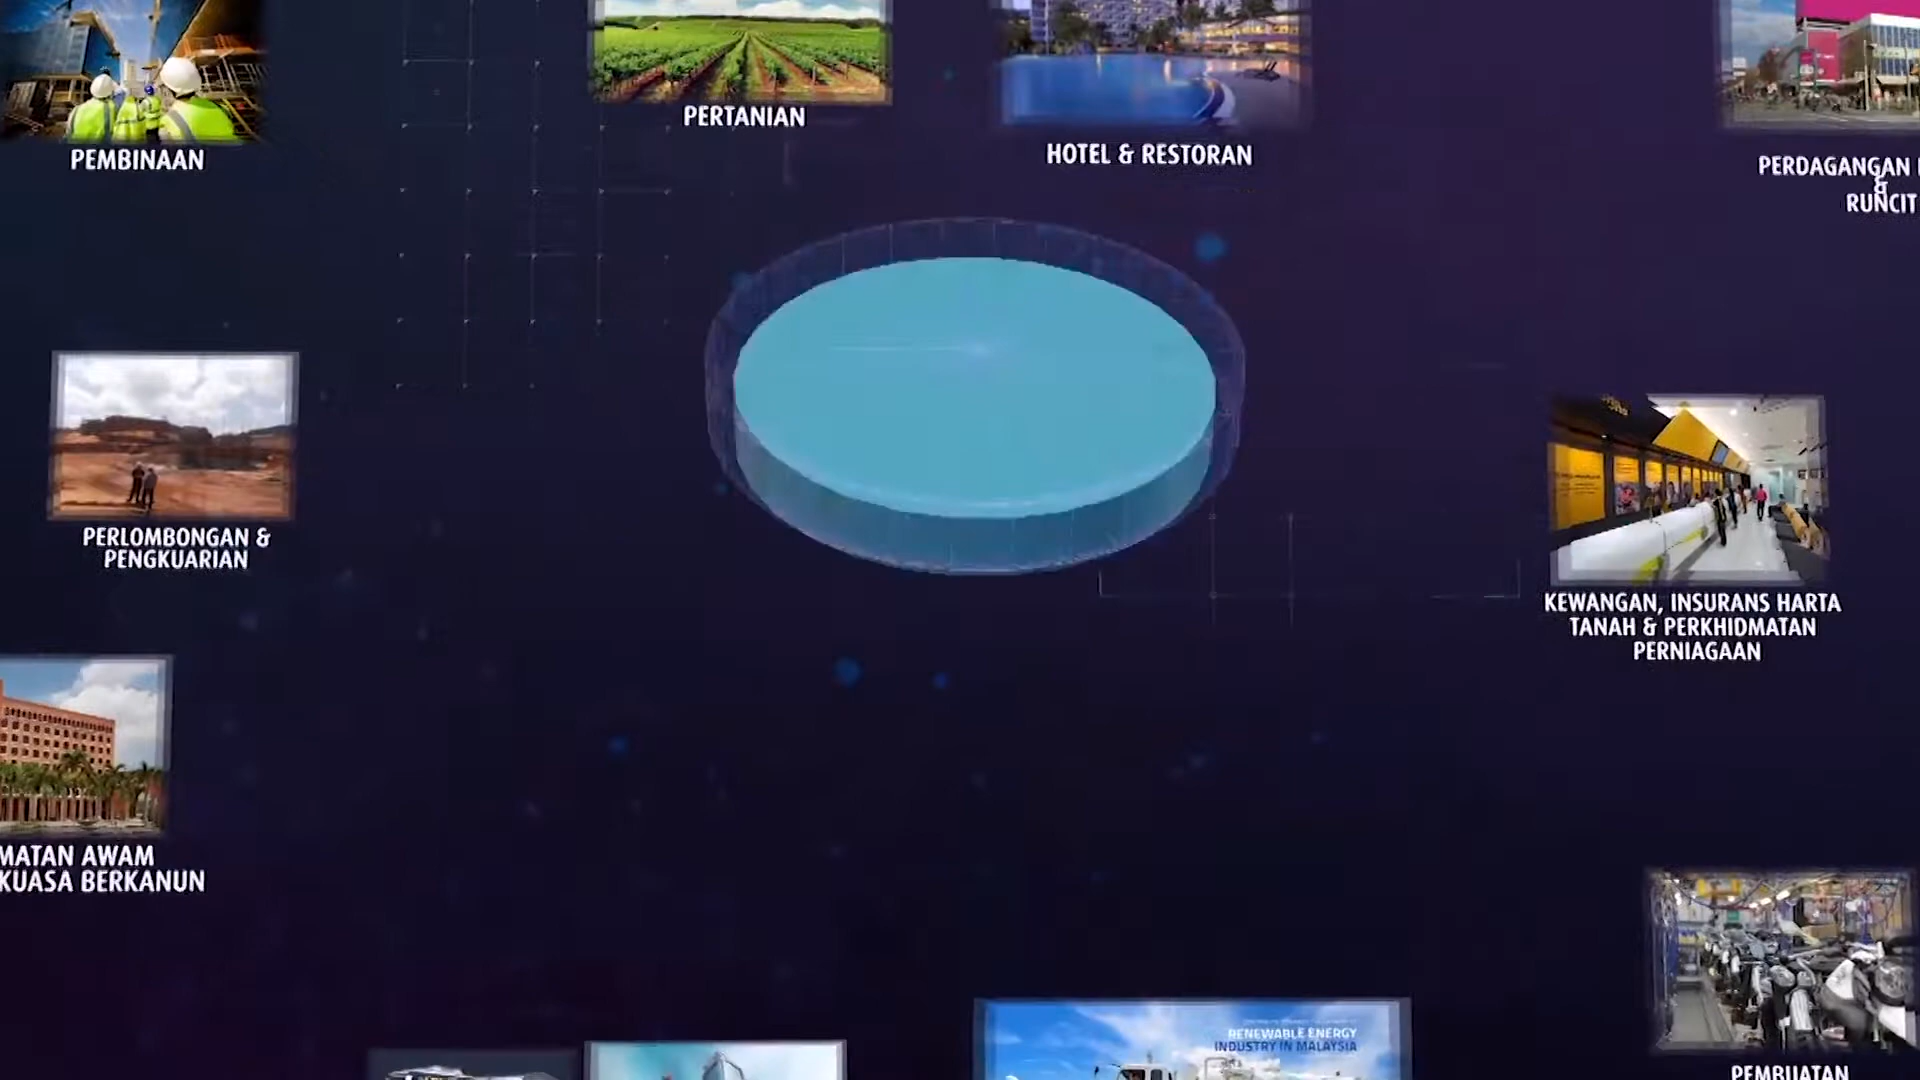 PERTANIAN
PEMBINAAN
HOTEL & RESTORAN
PERDAGANGAN
&
RUNCIT
PERLOMBONGAN &
PENGKUARIAN
KEWANGAN, INSURANS HARTA
TANAH & PERKHIDMATAN
PERNIAGAAN
MATAN AWAM
KUASA BERKANUN
RENEWABLE ENERGY
INDUSTRY IN MALAYSIA
PEMBUATAN